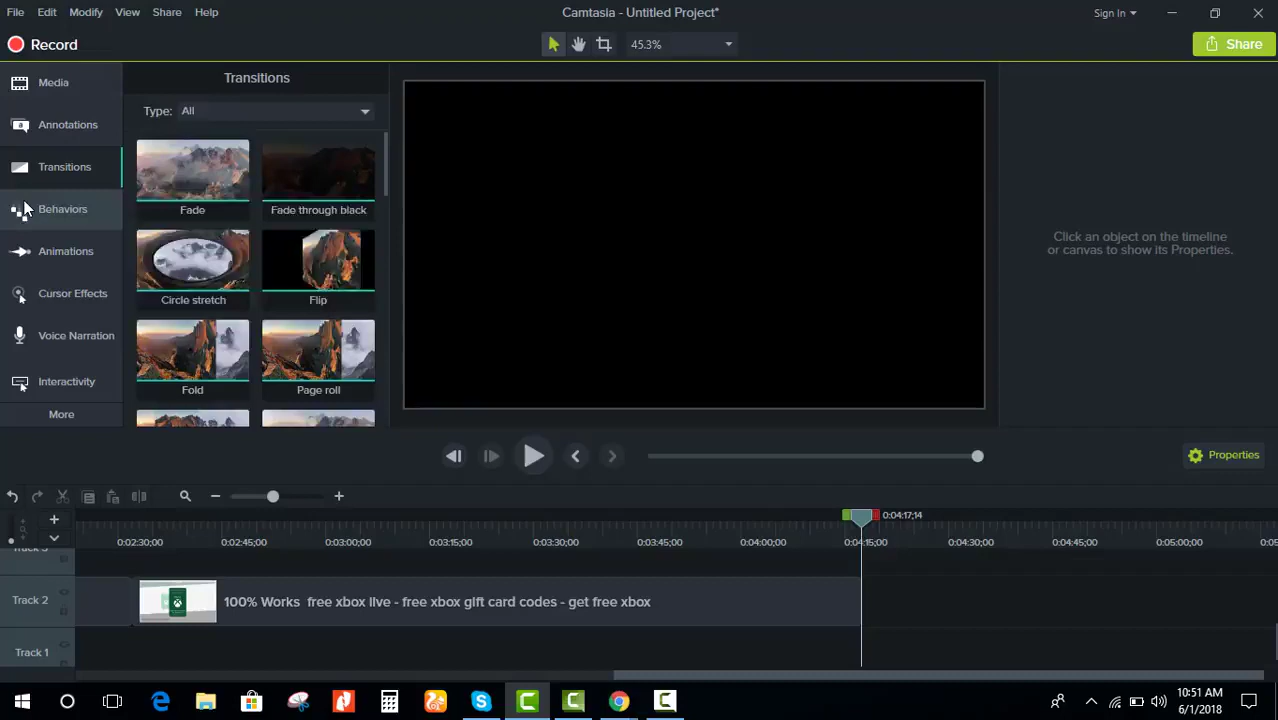 File Edit Modify View Share Help
Camtasia - Untitled Project*
Sign In
Record
45.3%
Share
Media
Annotations
Transitions
Behaviors
Animations
Cursor Effects
Voice Narration
Interactivity
More
Transitions
Type: All
Fade
Fade through black
Circle stretch
Flip
Fold
Page roll
Click an object on the timeline
or canvas to show its Properties.
Properties
0:04:17;14
0:02:30;00 0:02:45;00 0:03:00;00 0:03:15;00 0:03:30;00 0:03:45;00 0:04:00;00 0:04:15;00 0:04:30;00 0:04:45;00 0:05:00;00
Track 3
Track 2
100% Works free xbox live - free xbox gift card codes - get free xbox
Track 1
10:51 AM
6/1/2018